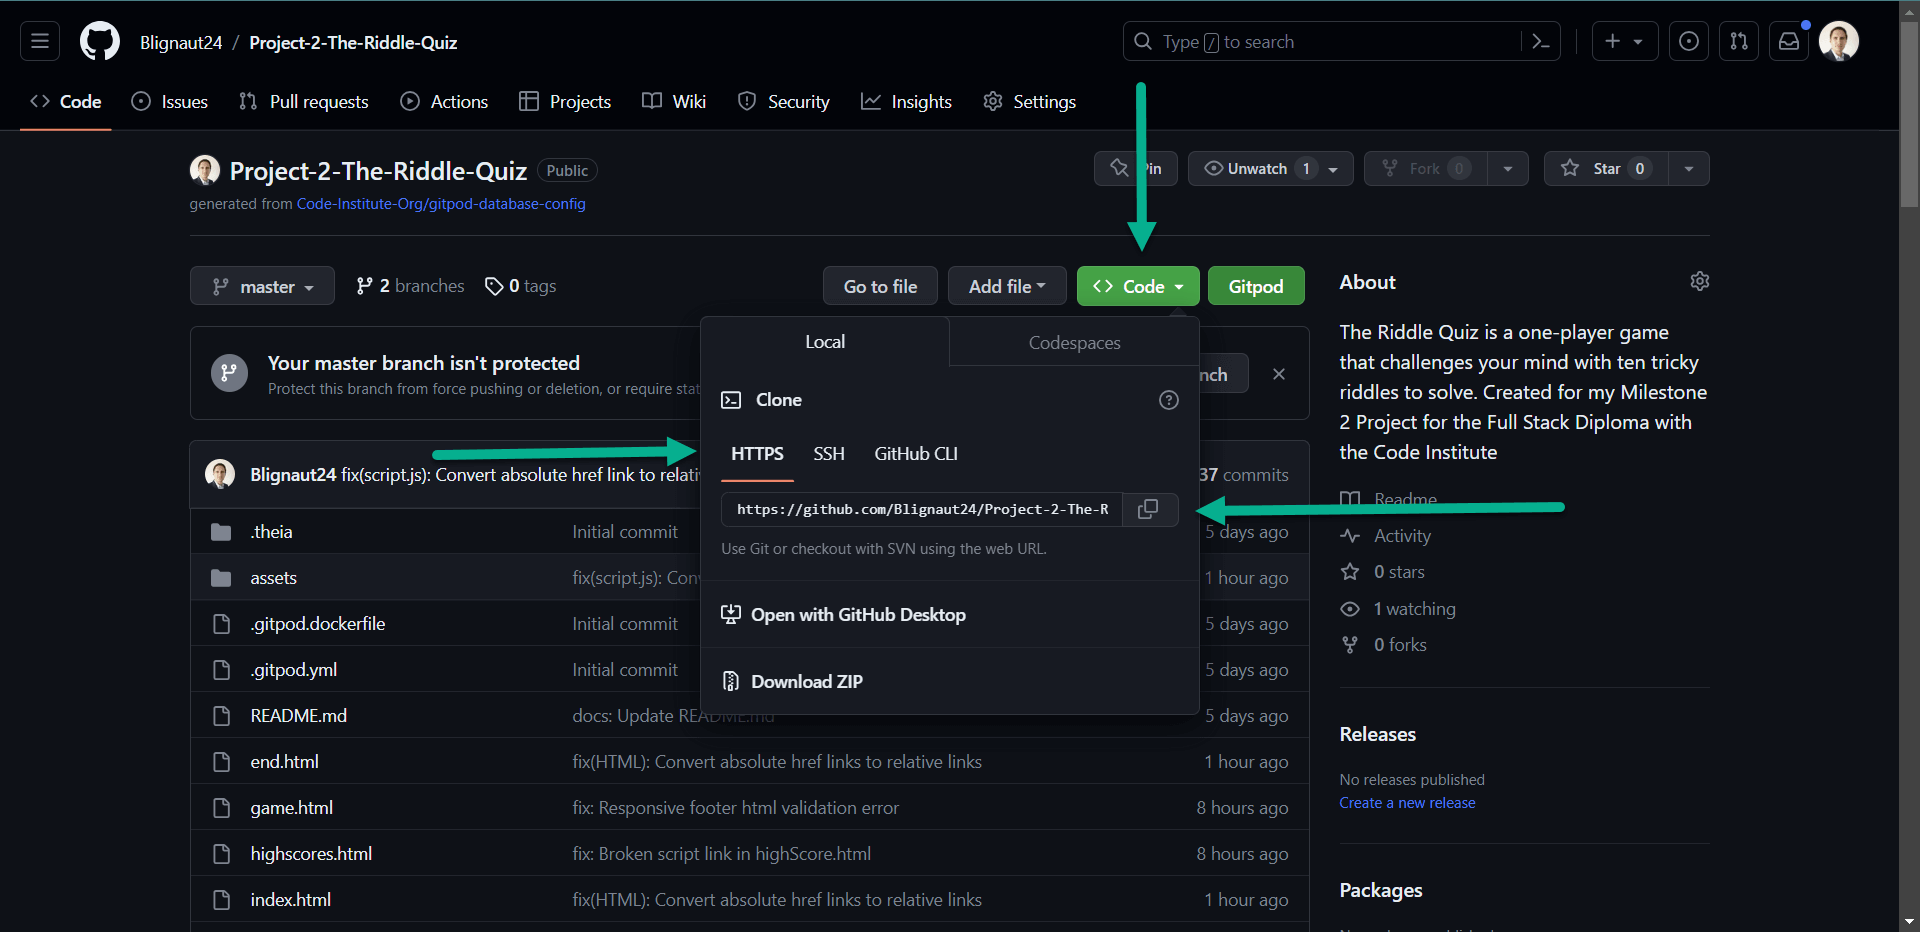 Blignaut24 / Project-2-The-Riddle-Quiz
Type / to search
Code Issues Pull requests Actions Projects Wiki Security Insights Settings
Project-2-The-Riddle-Quiz Public
generated from Code-Institute-Org/gitpod-database-config
Unwatch 1 Fork 0 Star 0
master 2 branches 0 tags Go to file Add file Code Gitpod
Your master branch isn't protected
Protect this branch from force pushing or deletion, or require
Local Codespaces
Clone
HTTPS SSH GitHub CLI
https://github.com/Blignaut24/Project-2-The-R
Use Git or checkout with SVN using the web URL.
Open with GitHub Desktop
Download ZIP
Blignaut24 fix(script.js): Convert absolute href link to 37 commits
.theia Initial commit 5 days ago
assets fix(script.js): 1 hour ago
.gitpod.dockerfile Initial commit 5 days ago
.gitpod.yml Initial commit 5 days ago
README.md docs: Update README.md 5 days ago
end.html fix(HTML): Convert absolute href links to relative links 1 hour ago
game.html fix: Responsive footer html validation error 8 hours ago
highscores.html fix: Broken script link in highScore.html 8 hours ago
index.html fix(HTML): Convert absolute href links to relative links 1 hour ago
About
The Riddle Quiz is a one-player game
that challenges your mind with ten tricky
riddles to solve. Created for my Milestone
2 Project for the Full Stack Diploma with
the Code Institute
Readme
Activity
0 stars
1 watching
0 forks
Releases
No releases published
Create a new release
Packages